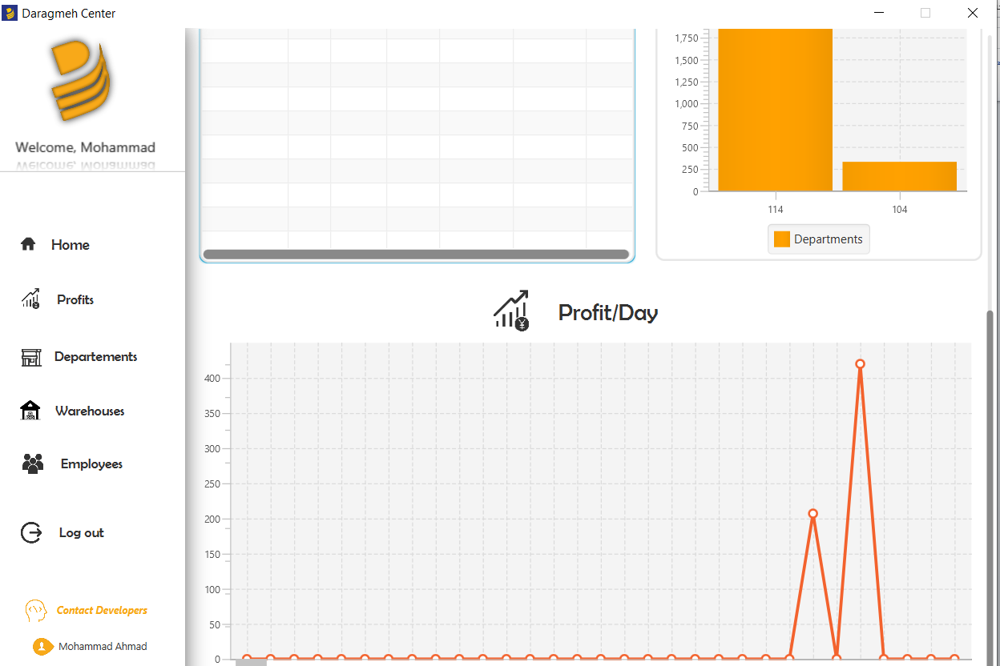 Daragmeh Center
Welcome, Mohammad
Home
Profits
Departements
Warehouses
Employees
Log out
Contact Developers
Mohammad Ahmad
1,750
1,500
1,250
1,000
750
500
250
0
114
104
Departments
Profit/Day
400
350
300
250
200
150
100
50
0